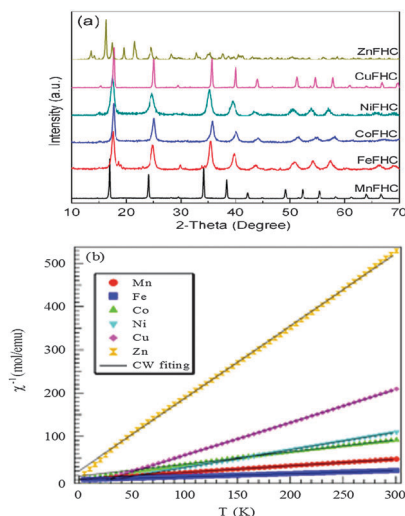 (a)
ZnFHC
CuFHC
NiFHC
CoFHC
FeFHC
MnFHC
Intensity (a.u.)
10 20 30 40 50 60 70
2-Theta (Degree)
(b)
500
400
300
200
100
0
Mn
Fe
Co
Ni
Cu
Zn
CW fiting
χ⁻¹ (mol/emu)
0 50 100 150 200 250 300
T (K)